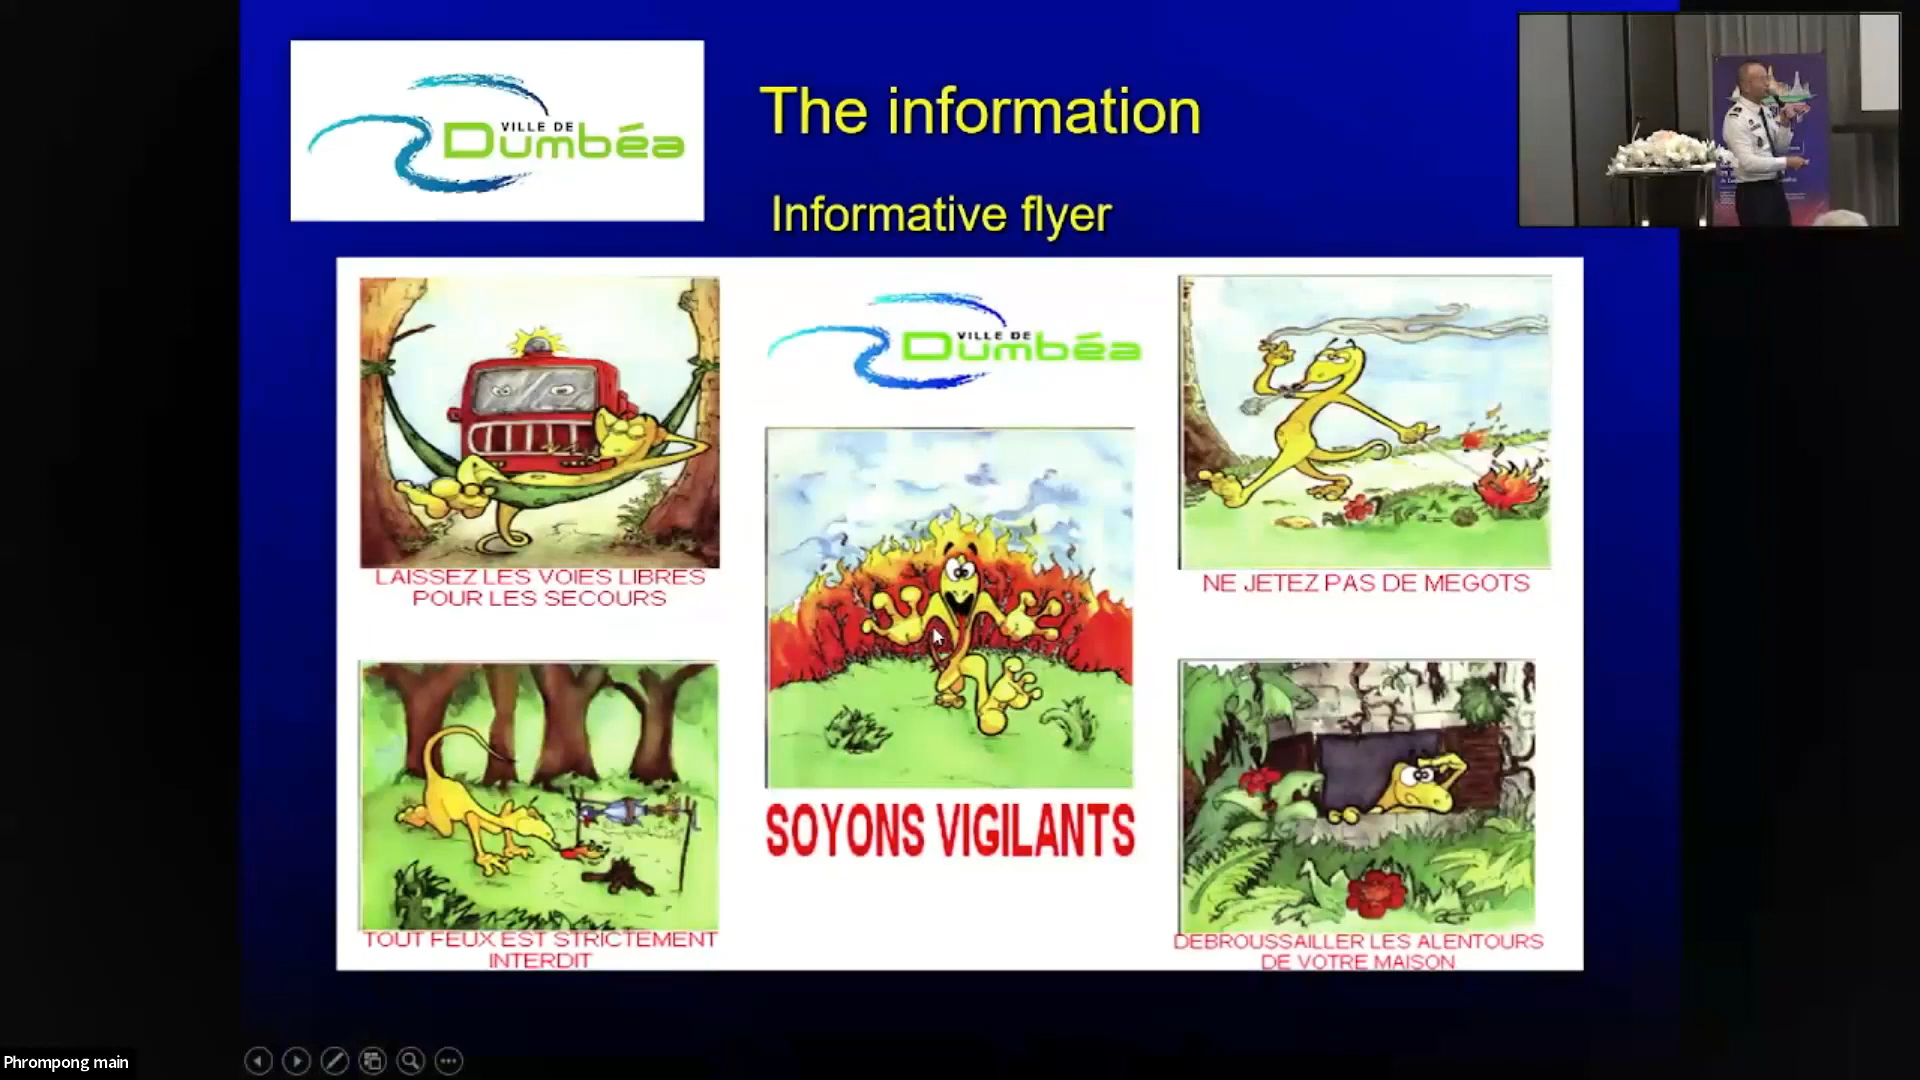 VILLE DE
Dumbéa
The information
Informative flyer
VILLE DE
Dumbéa
LAISSEZ LES VOIES LIBRES
POUR LES SECOURS
NE JETEZ PAS DE MEGOTS
SOYONS VIGILANTS
TOUT FEUX EST STRICTEMENT
INTERDIT
DEBROUSSAILLER LES ALENTOURS
DE VOTRE MAISON
Phrompong main